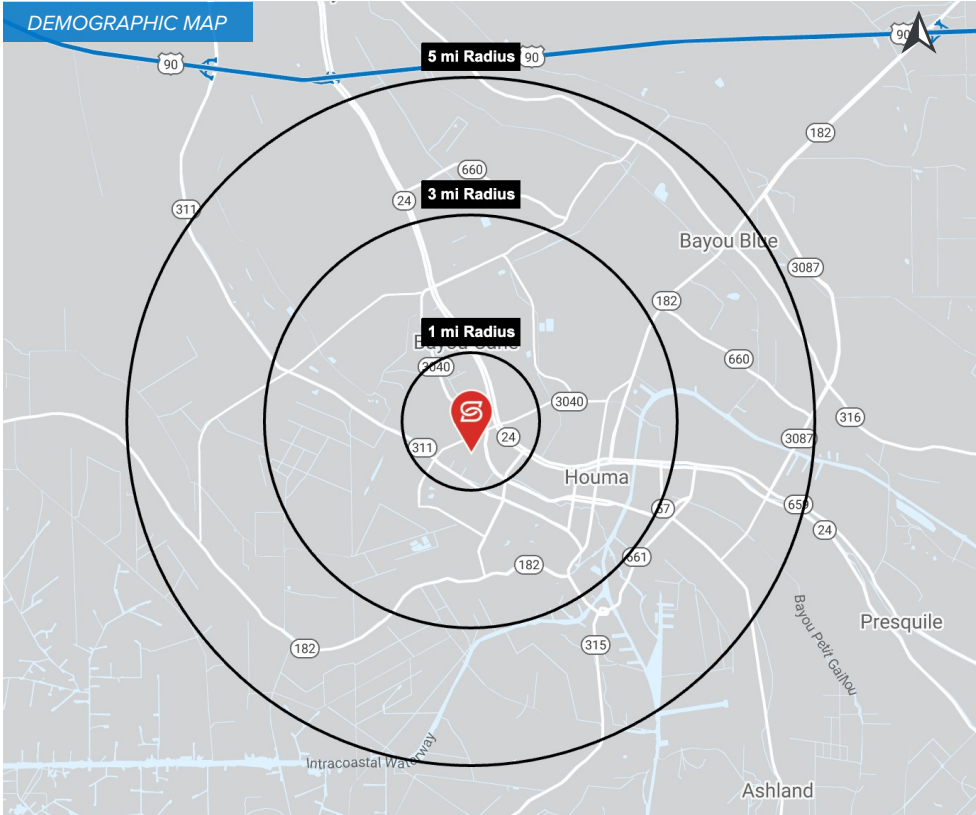 DEMOGRAPHIC MAP
90
5 mi Radius
90
90
182
660
3 mi Radius
24
311
Bayou Blue
3087
182
1 mi Radius
660
3040
3040
316
24
3087
311
Houma
659
57
24
661
182
Bayou Petit Caillou
Presquile
315
182
Intracoastal Waterway
Ashland